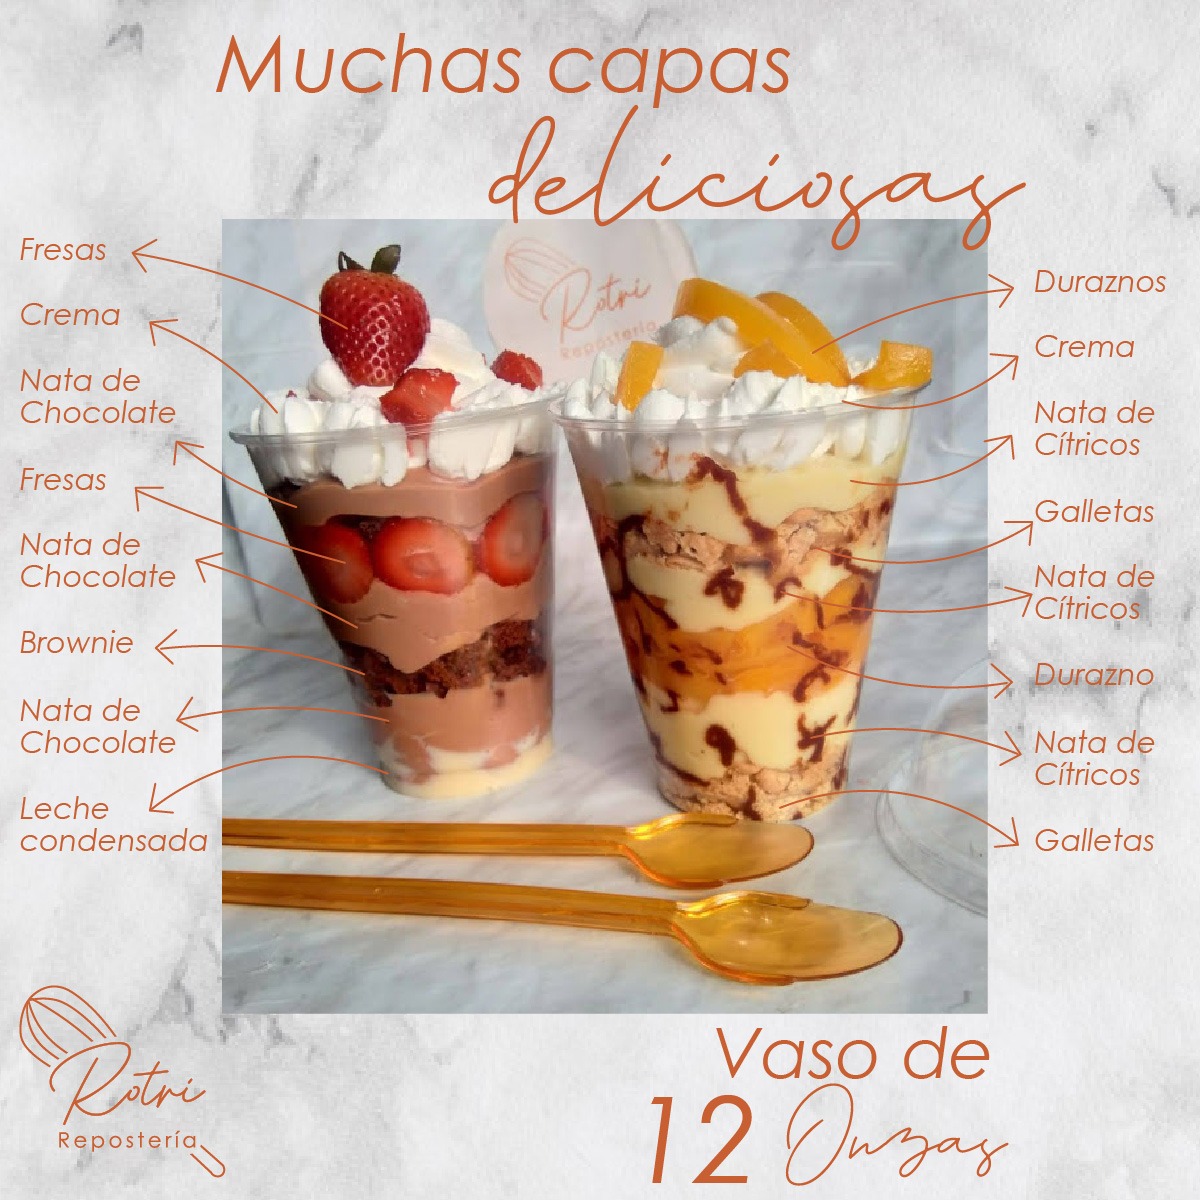 Muchas capas
deliciosas
Fresas
Crema
Nata de
Chocolate
Fresas
Nata de
Chocolate
Brownie
Nata de
Chocolate
Leche
condensada
Rotri
Repostería
Duraznos
Crema
Nata de
Cítricos
Galletas
Nata de
Cítricos
Durazno
Nata de
Cítricos
Galletas
Rotri
Repostería
Vaso de
12 Onzas